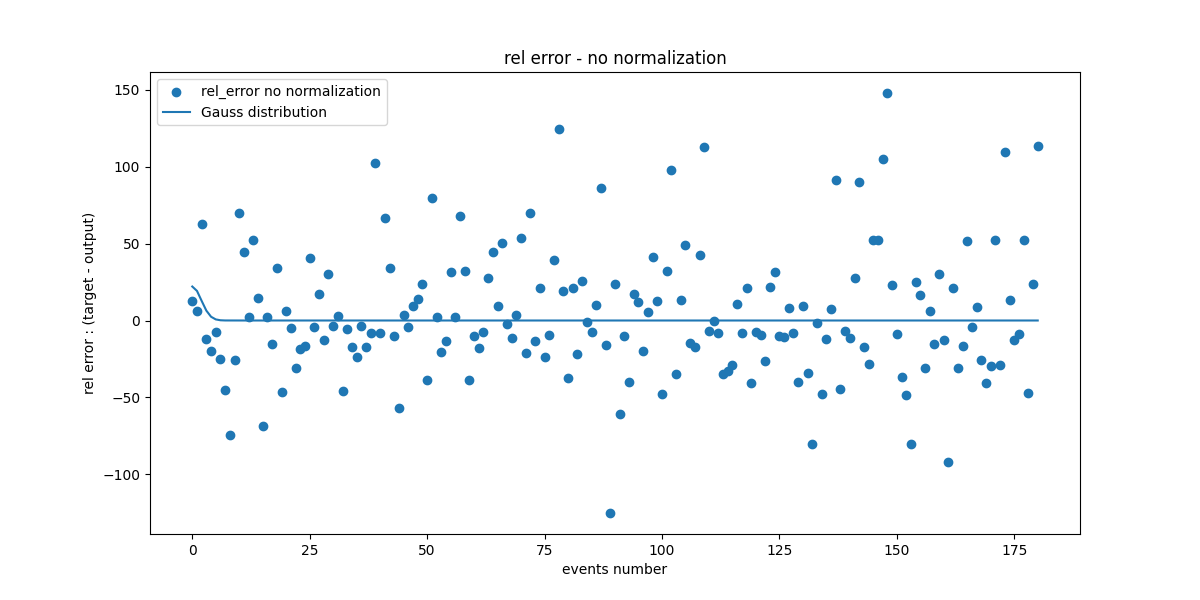 rel error - no normalization
rel_error no normalization
Gauss distribution
150
100
50
0
−50
−100
rel error : (target - output)
0 25 50 75 100 125 150 175
events number